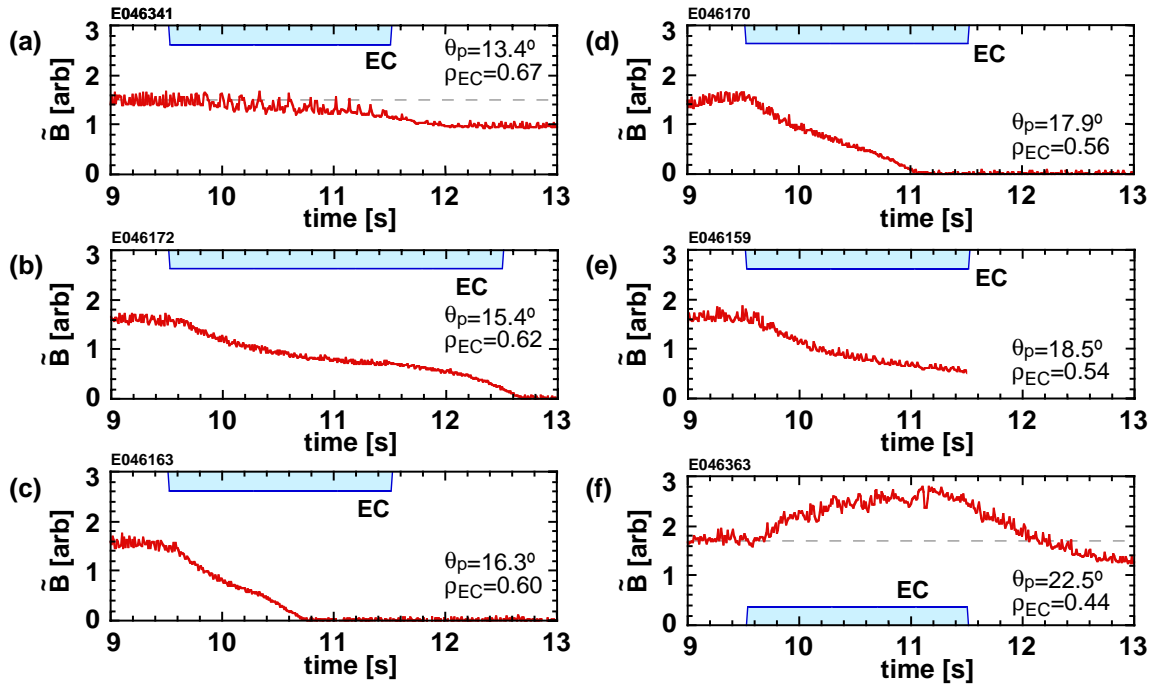 E046341
(a)
3
2
1
0
B̃ [arb]
EC
θp=13.4º
ρEC=0.67
9 10 11 12 13
time [s]
E046172
(b)
3
2
1
0
B̃ [arb]
EC
θp=15.4º
ρEC=0.62
9 10 11 12 13
time [s]
E046163
(c)
3
2
1
0
B̃ [arb]
EC
θp=16.3º
ρEC=0.60
9 10 11 12 13
time [s]
E046170
(d)
3
2
1
0
B̃ [arb]
EC
θp=17.9º
ρEC=0.56
9 10 11 12 13
time [s]
E046159
(e)
3
2
1
0
B̃ [arb]
EC
θp=18.5º
ρEC=0.54
9 10 11 12 13
time [s]
E046363
(f)
3
2
1
0
B̃ [arb]
EC
θp=22.5º
ρEC=0.44
9 10 11 12 13
time [s]